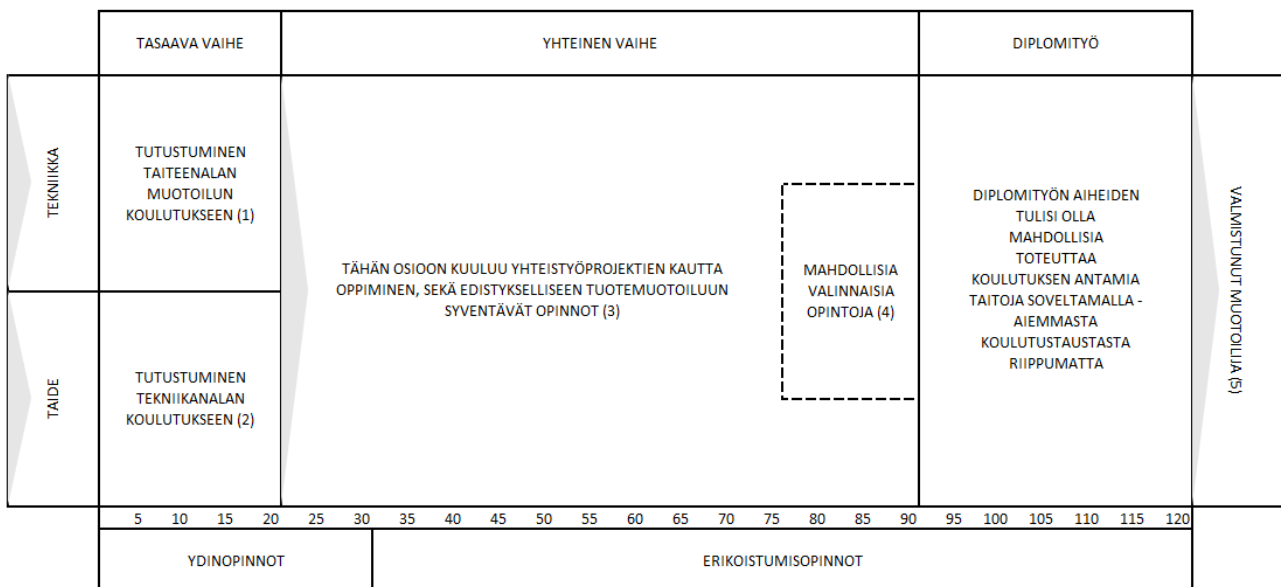 TASAAVA VAIHE
YHTEINEN VAIHE
DIPLOMITYÖ
TEKNIIKKA
TUTUSTUMINEN
TAITEENALAN
MUOTOILUN
KOULUTUKSEEN (1)
TAIDE
TUTUSTUMINEN
TEKNIIKANALAN
KOULUTUKSEEN (2)
TÄHÄN OSIOON KUULUU YHTEISTYÖPROJEKTIEN KAUTTA
OPPIMINEN, SEKÄ EDISTYKSELLISEEN TUOTEMUOTOILUUN
SYVENTÄVÄT OPINNOT (3)
MAHDOLLISIA
VALINNAISIA
OPINTOJA (4)
DIPLOMITYÖN AIHEIDEN
TULISI OLLA
MAHDOLLISIA
TOTEUTTAA
KOULUTUKSEN ANTAMIA
TAITOJA SOVELTAMALLA -
AIEMMASTA
KOULUTUSTAUSTASTA
RIIPPUMATTA
VALMISTUNUT MUOTOILIJA (5)
5 10 15 20 25 30 35 40 45 50 55 60 65 70 75 80 85 90 95 100 105 110 115 120
YDINOPINNOT
ERIKOISTUMISOPINNOT